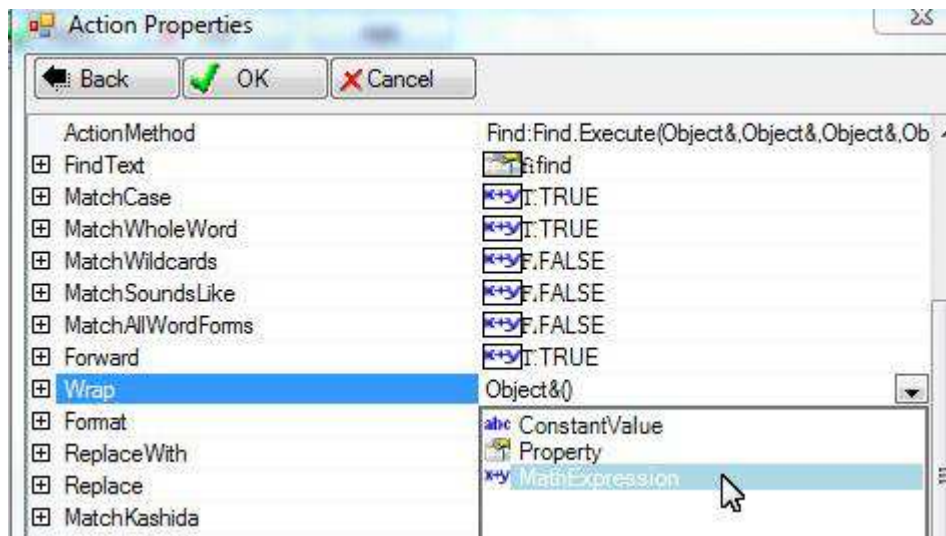 Action Properties
Back OK Cancel
ActionMethod Find:Find.Execute(Object&,Object&,Object&,Ob
FindText f:find
MatchCase x+y T:TRUE
MatchWholeWord x+y T:TRUE
MatchWildcards x+y F:FALSE
MatchSoundsLike x+y F:FALSE
MatchAllWordForms x+y F:FALSE
Forward x+y T:TRUE
Wrap Object&()
Format abc ConstantValue
ReplaceWith Property
Replace x+y MathExpression
MatchKashida